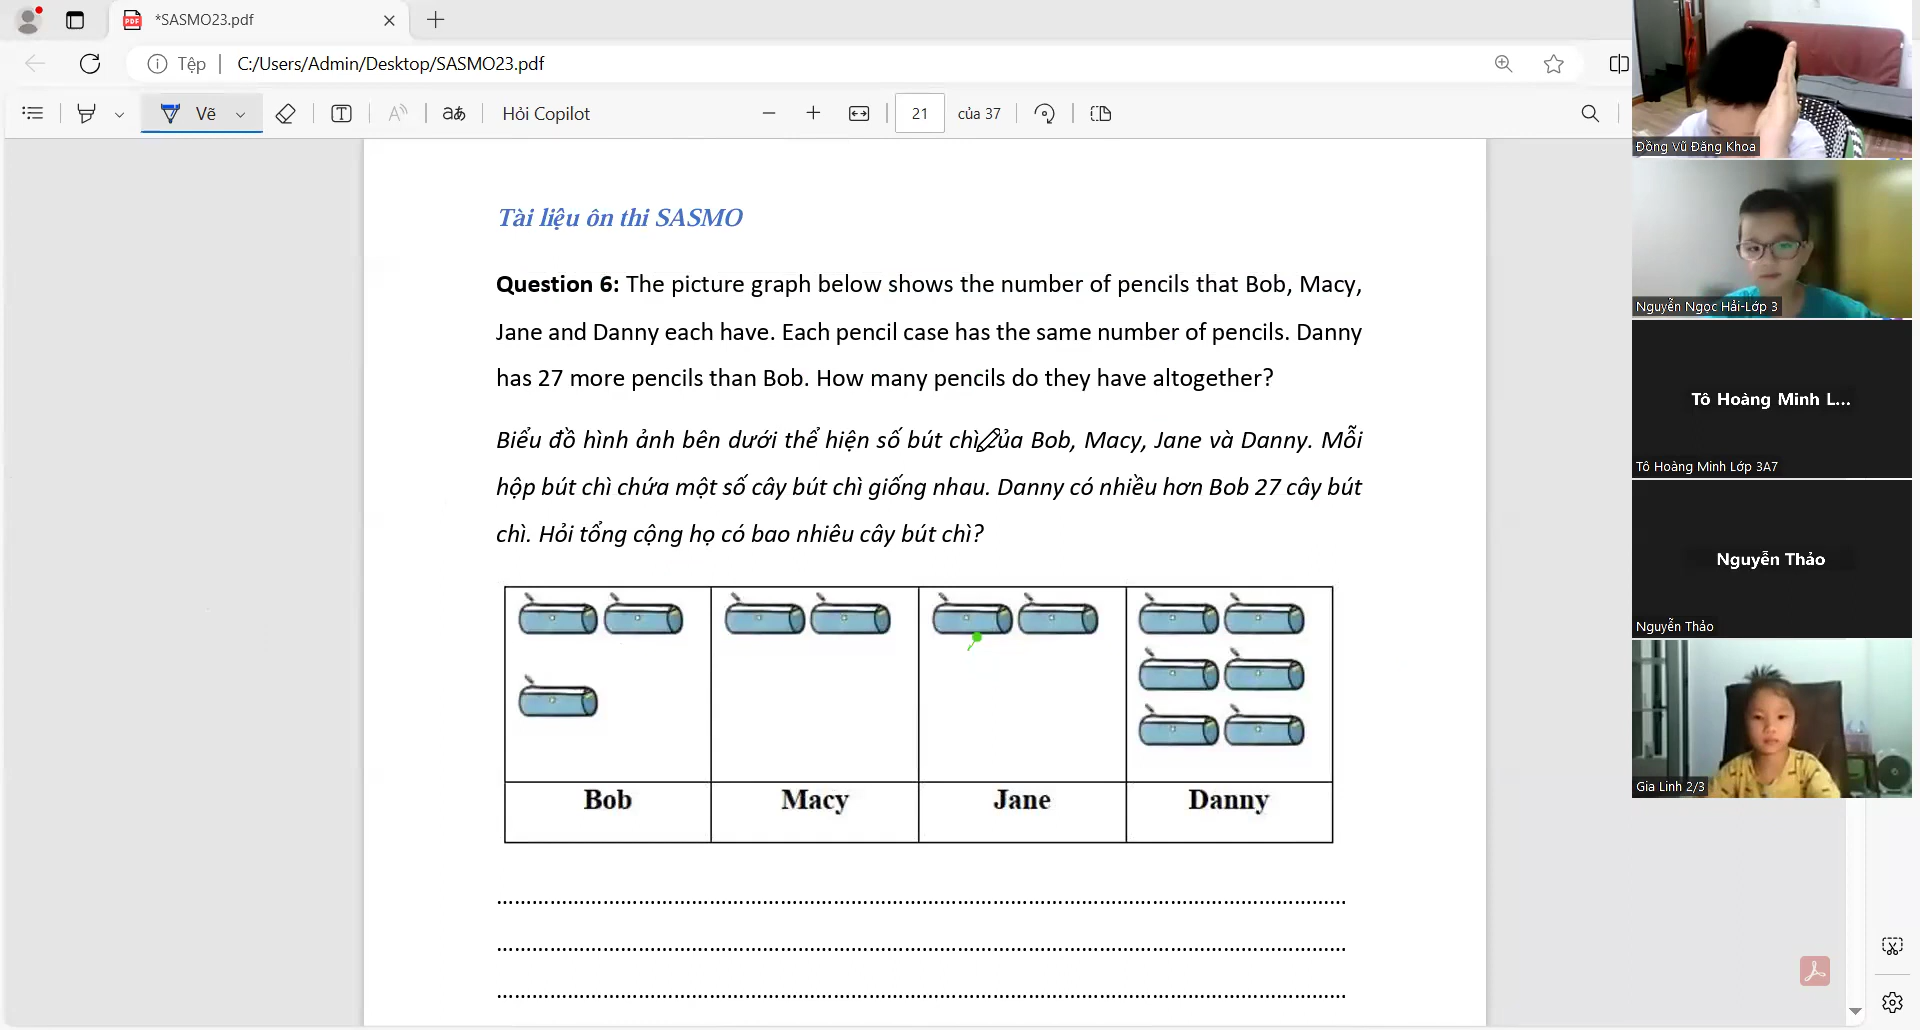 *SASMO23.pdf
Tệp
C:/Users/Admin/Desktop/SASMO23.pdf
Vẽ
Hỏi Copilot
21
của 37
Tài liệu ôn thi SASMO
Question 6: The picture graph below shows the number of pencils that Bob, Macy,
Jane and Danny each have. Each pencil case has the same number of pencils. Danny
has 27 more pencils than Bob. How many pencils do they have altogether?
Biểu đồ hình ảnh bên dưới thể hiện số bút chì của Bob, Macy, Jane và Danny. Mỗi
hộp bút chì chứa một số cây bút chì giống nhau. Danny có nhiều hơn Bob 27 cây bút
chì. Hỏi tổng cộng họ có bao nhiêu cây bút chì?
Bob
Macy
Jane
Danny
Đồng Vũ Đăng Khoa
Nguyễn Ngọc Hải-Lớp 3
Tô Hoàng Minh L...
Tô Hoàng Minh Lớp 3A7
Nguyễn Thảo
Nguyễn Thảo
Gia Linh 2/3